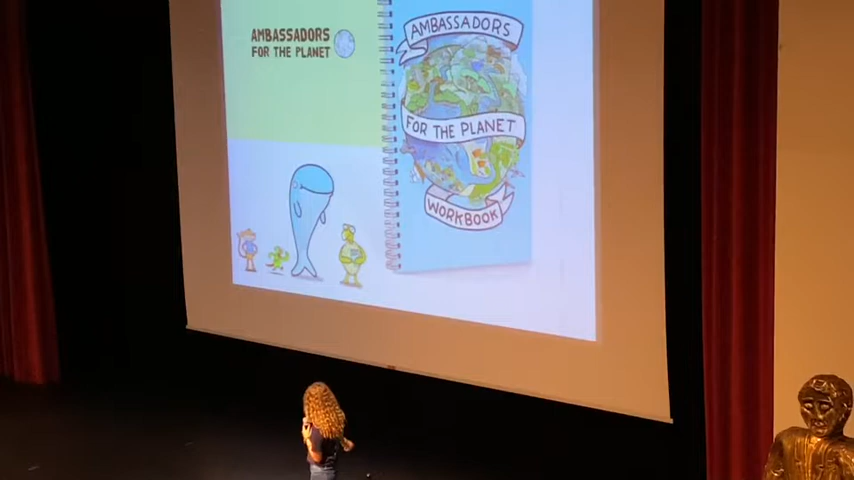 AMBASSADORS
FOR THE PLANET
AMBASSADORS
FOR THE PLANET
WORKBOOK